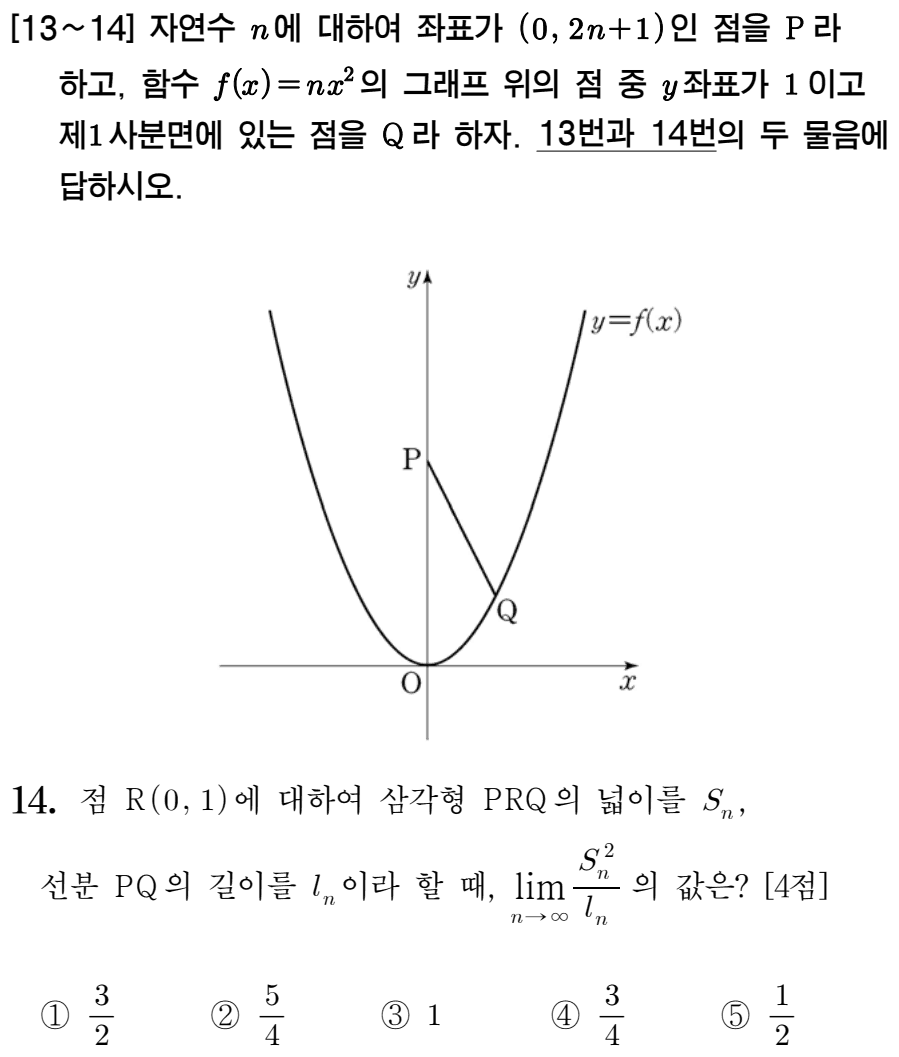 [13~14] 자연수 n에 대하여 좌표가 (0, 2n+1)인 점을 P라
하고, 함수 f(x)=nx²의 그래프 위의 점 중 y좌표가 1이고
제1사분면에 있는 점을 Q라 하자. 13번과 14번의 두 물음에
답하시오.
y
y=f(x)
P
Q
O
x
14. 점 R(0, 1)에 대하여 삼각형 PRQ의 넓이를 Sₙ,
선분 PQ의 길이를 lₙ이라 할 때, lim_{n→∞} Sₙ²/lₙ 의 값은? [4점]
① 3/2 ② 5/4 ③ 1 ④ 3/4 ⑤ 1/2